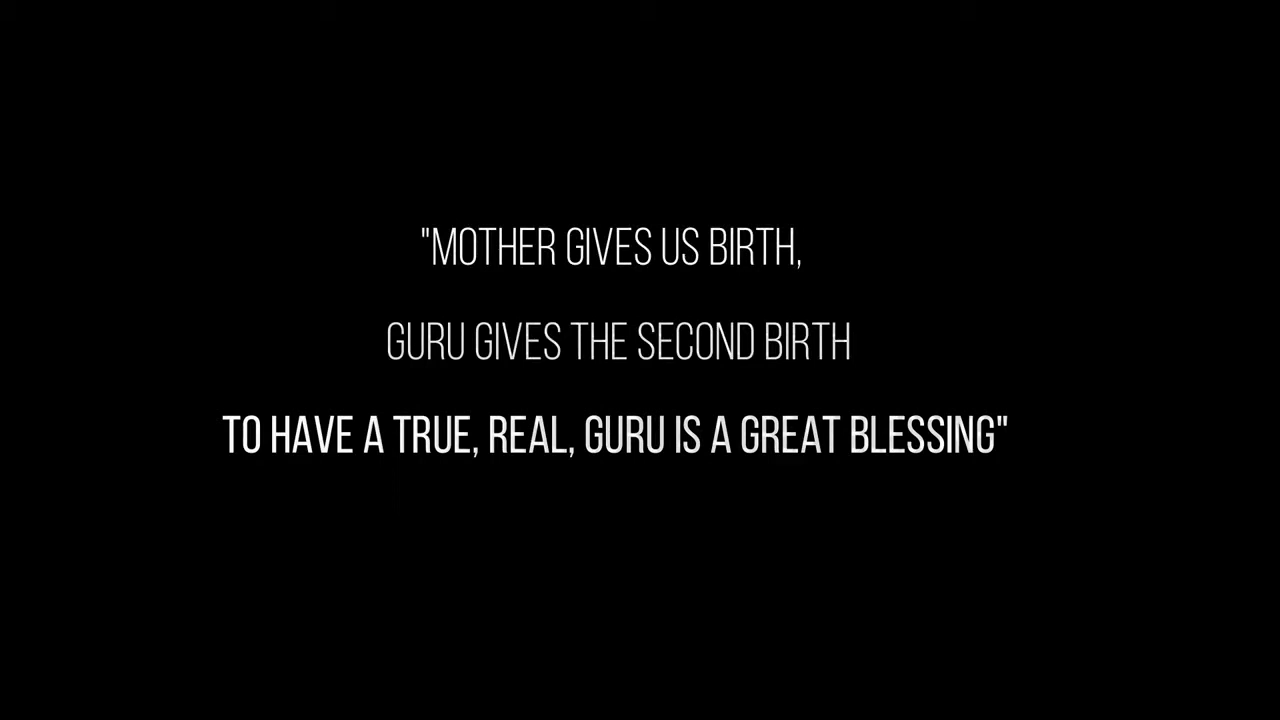 "MOTHER GIVES US BIRTH,
GURU GIVES THE SECOND BIRTH
TO HAVE A TRUE, REAL, GURU IS A GREAT BLESSING"